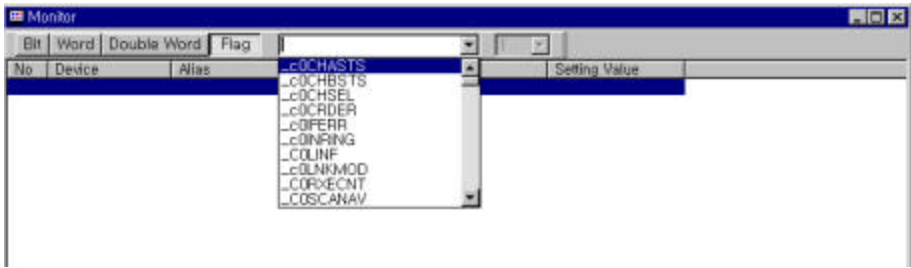 Monitor
Bit Word Double Word Flag
No Device Alias Setting Value
_c0CHASTS
_c0CHBSTS
_c0CHSEL
_c0CRDER
_c0IFERR
_c0INRING
_C0LINF
_c0LNKMOD
_C0RXECNT
_C0SCANAV